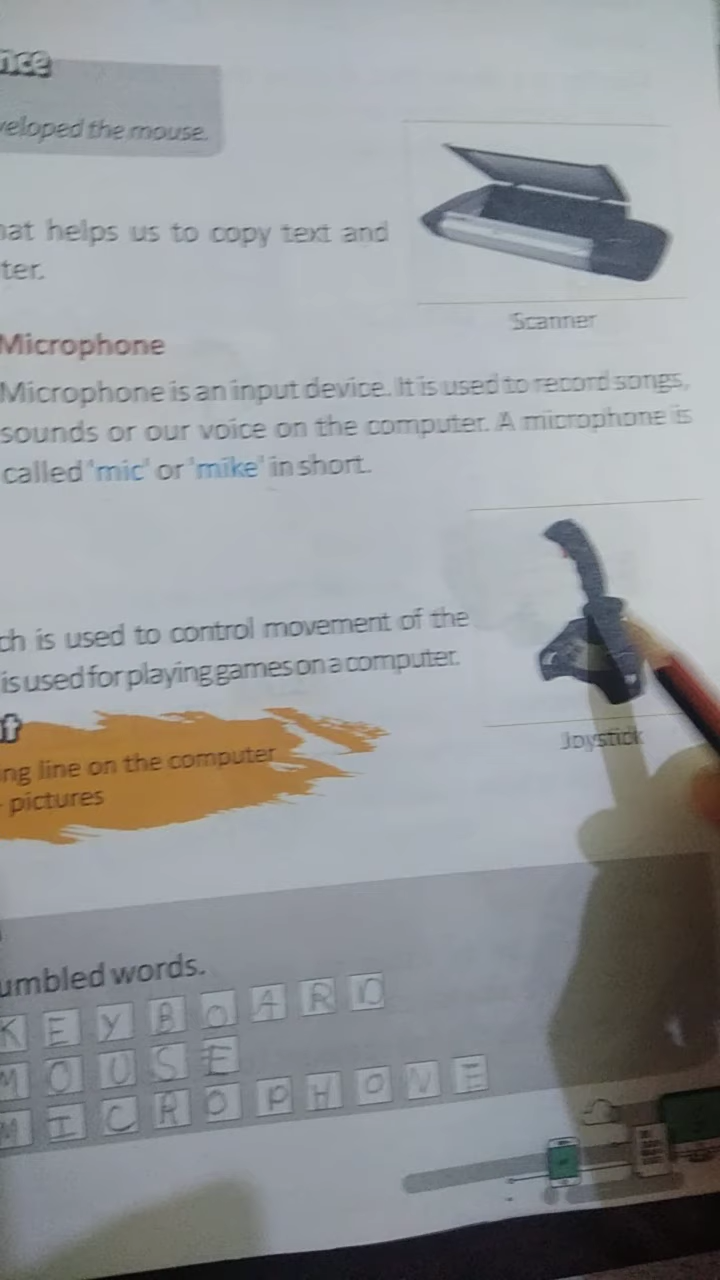 nce
veloped the mouse.
hat helps us to copy text and
ter.
Scanner
Microphone
Microphone is an input device. It is used to record songs,
sounds or our voice on the computer. A microphone is
called 'mic' or 'mike' in short.
ch is used to control movement of the
is used for playing games on a computer.
Joystick
ng line on the computer
pictures
umbled words.
K E Y B O A R D
M O U S E
M I C R O P H O N E